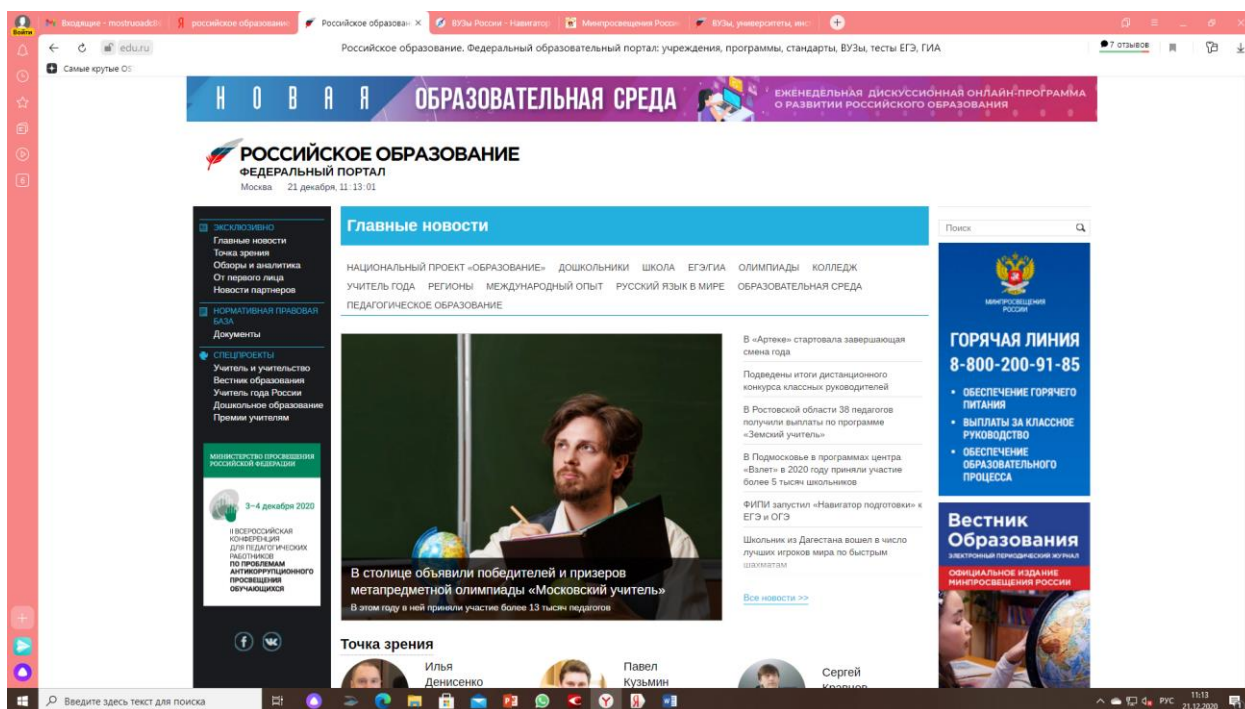 Войти
Входящие - mostruoadcli
российское образование
Российское образован
ВУЗы России - Навигатор
Минпросвещения Росси
ВУЗы, университеты, инс
edu.ru
Российское образование. Федеральный образовательный портал: учреждения, программы, стандарты, ВУЗы, тесты ЕГЭ, ГИА
7 отзывов
Самые крутые OS
НОВАЯ ОБРАЗОВАТЕЛЬНАЯ СРЕДА
ЕЖЕНЕДЕЛЬНАЯ ДИСКУССИОННАЯ ОНЛАЙН-ПРОГРАММА
О РАЗВИТИИ РОССИЙСКОГО ОБРАЗОВАНИЯ
РОССИЙСКОЕ ОБРАЗОВАНИЕ
ФЕДЕРАЛЬНЫЙ ПОРТАЛ
Москва 21 декабря, 11:13:01
ЭКСКЛЮЗИВНО
Главные новости
Точка зрения
Обзоры и аналитика
От первого лица
Новости партнеров
НОРМАТИВНАЯ ПРАВОВАЯ
БАЗА
Документы
СПЕЦПРОЕКТЫ
Учитель и учительство
Вестник образования
Учитель года России
Дошкольное образование
Премии учителям
МИНИСТЕРСТВО ПРОСВЕЩЕНИЯ
РОССИЙСКОЙ ФЕДЕРАЦИИ
3–4 декабря 2020
II ВСЕРОССИЙСКАЯ
КОНФЕРЕНЦИЯ
ДЛЯ ПЕДАГОГИЧЕСКИХ
РАБОТНИКОВ
ПО ПРОБЛЕМАМ
АНТИКОРРУПЦИОННОГО
ПРОСВЕЩЕНИЯ
ОБУЧАЮЩИХСЯ
Главные новости
НАЦИОНАЛЬНЫЙ ПРОЕКТ «ОБРАЗОВАНИЕ» ДОШКОЛЬНИКИ ШКОЛА ЕГЭ/ГИА ОЛИМПИАДЫ КОЛЛЕДЖ
УЧИТЕЛЬ ГОДА РЕГИОНЫ МЕЖДУНАРОДНЫЙ ОПЫТ РУССКИЙ ЯЗЫК В МИРЕ ОБРАЗОВАТЕЛЬНАЯ СРЕДА
ПЕДАГОГИЧЕСКОЕ ОБРАЗОВАНИЕ
В столице объявили победителей и призеров
метапредметной олимпиады «Московский учитель»
В этом году в ней приняли участие более 13 тысяч педагогов
В «Артеке» стартовала завершающая
смена года
Подведены итоги дистанционного
конкурса классных руководителей
В Ростовской области 38 педагогов
получили выплаты по программе
«Земский учитель»
В Подмосковье в программах центра
«Взлет» в 2020 году приняли участие
более 5 тысяч школьников
ФИПИ запустил «Навигатор подготовки» к
ЕГЭ и ОГЭ
Школьник из Дагестана вошел в число
лучших игроков мира по быстрым
шахматам
Все новости >>
Точка зрения
Илья
Денисенко
Павел
Кузьмин
Сергей
Кравцов
Поиск
МИНПРОСВЕЩЕНИЯ
РОССИИ
ГОРЯЧАЯ ЛИНИЯ
8-800-200-91-85
• ОБЕСПЕЧЕНИЕ ГОРЯЧЕГО
ПИТАНИЯ
• ВЫПЛАТЫ ЗА КЛАССНОЕ
РУКОВОДСТВО
• ОБЕСПЕЧЕНИЕ
ОБРАЗОВАТЕЛЬНОГО
ПРОЦЕССА
Вестник
Образования
ЭЛЕКТРОННЫЙ ПЕРИОДИЧЕСКИЙ ЖУРНАЛ
ОФИЦИАЛЬНОЕ ИЗДАНИЕ
МИНПРОСВЕЩЕНИЯ РОССИИ
Введите здесь текст для поиска
РУС
11:13
21.12.2020